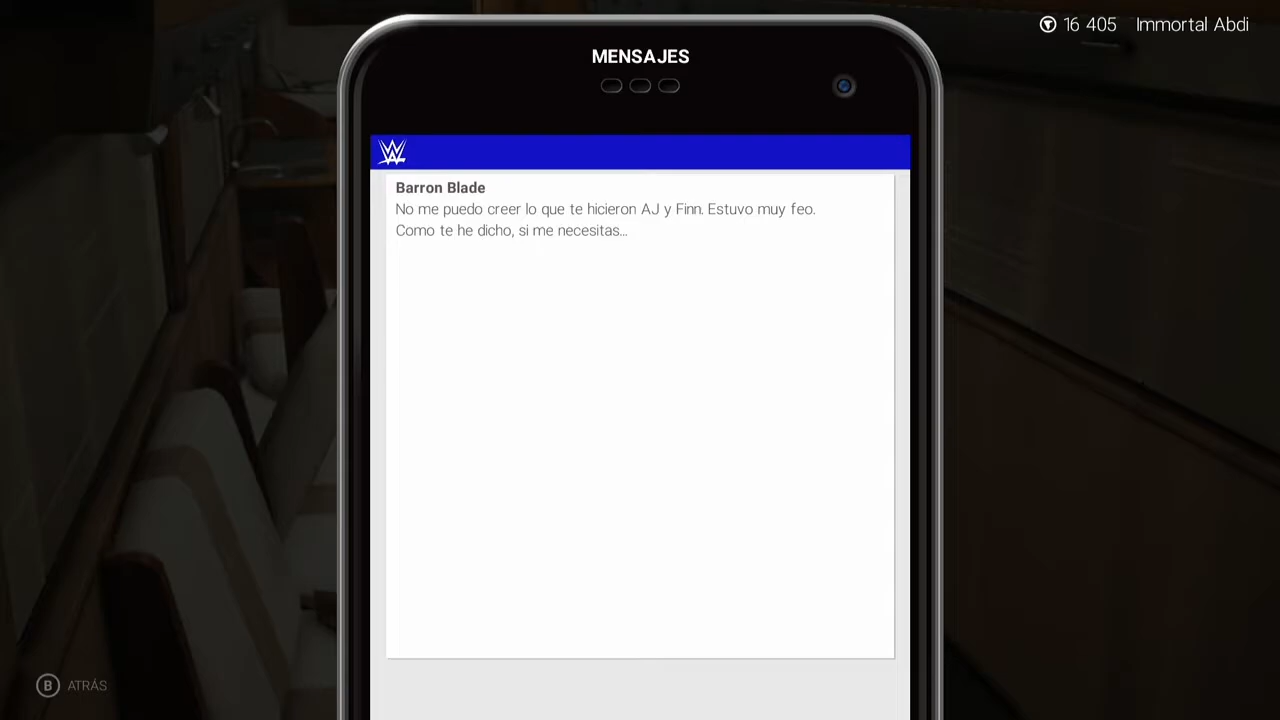 16 405 Immortal Abdi
MENSAJES
Barron Blade
No me puedo creer lo que te hicieron AJ y Finn. Estuvo muy feo.
Como te he dicho, si me necesitas...
B ATRÁS